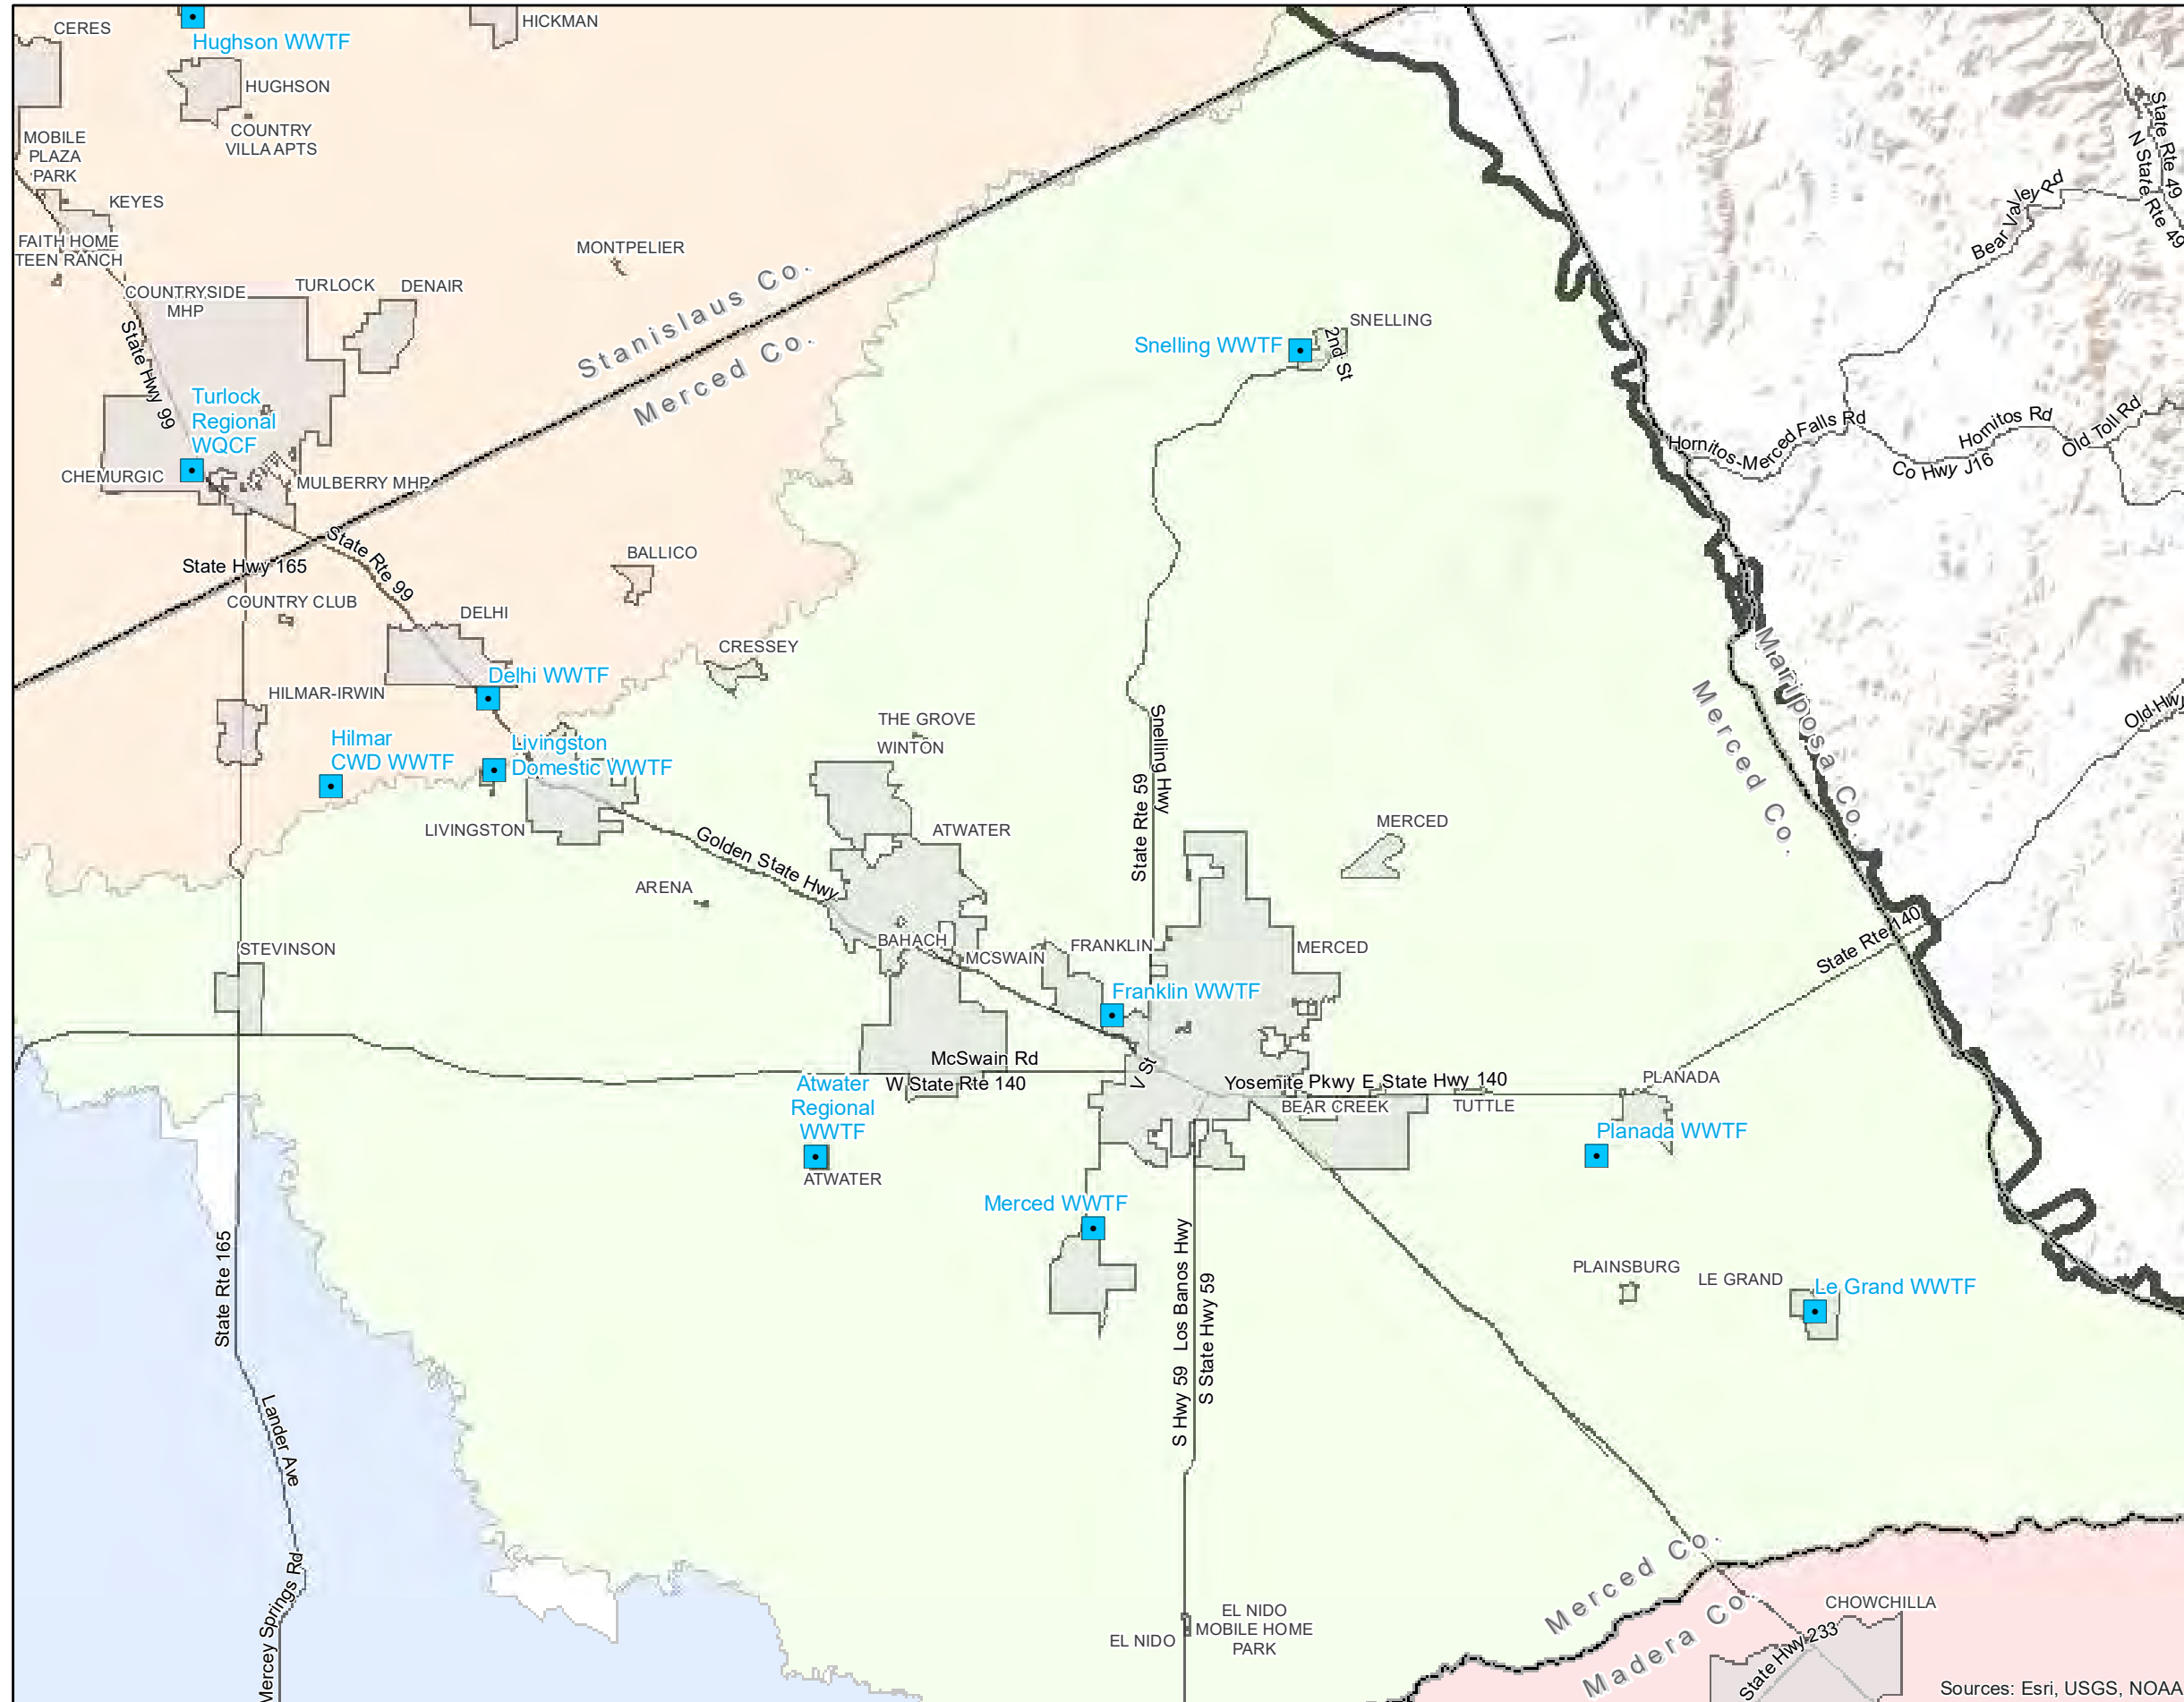 CERES
Hughson WWTF
HICKMAN
HUGHSON
COUNTRY
VILLA APTS
MOBILE
PLAZA
PARK
KEYES
FAITH HOME
TEEN RANCH
COUNTRYSIDE
MHP
TURLOCK
DENAIR
MONTPELIER
State Hwy 99
Stanislaus Co.
Merced Co.
Turlock
Regional
WQCF
CHEMURGIC
MULBERRY MHP
State Rte 99
State Hwy 165
BALLICO
COUNTRY CLUB
DELHI
Delhi WWTF
CRESSEY
HILMAR-IRWIN
Hilmar
CWD WWTF
Livingston
Domestic WWTF
LIVINGSTON
THE GROVE
WINTON
ATWATER
Golden State Hwy
ARENA
BAHACH
MCSWAIN
FRANKLIN
MERCED
MERCED
Franklin WWTF
Snelling WWTF
SNELLING
2nd St
Snelling Hwy
State Rte 59
State Rte 49
N State Rte 49
Bear Valley Rd
Hornitos-Merced Falls Rd
Hornitos Rd
Co Hwy J16
Old Toll Rd
Mariposa Co.
Merced Co.
Old Hwy
State Rte 140
STEVINSON
McSwain Rd
W State Rte 140
V St
Yosemite Pkwy E State Hwy 140
BEAR CREEK
TUTTLE
PLANADA
Planada WWTF
Atwater
Regional
WWTF
ATWATER
Merced WWTF
PLAINSBURG
LE GRAND
Le Grand WWTF
State Rte 165
Lander Ave
Mercey Springs Rd
S Hwy 59 Los Banos Hwy
S State Hwy 59
EL NIDO
EL NIDO
MOBILE HOME
PARK
Merced Co.
Madera Co.
CHOWCHILLA
State Hwy 233
Sources: Esri, USGS, NOAA